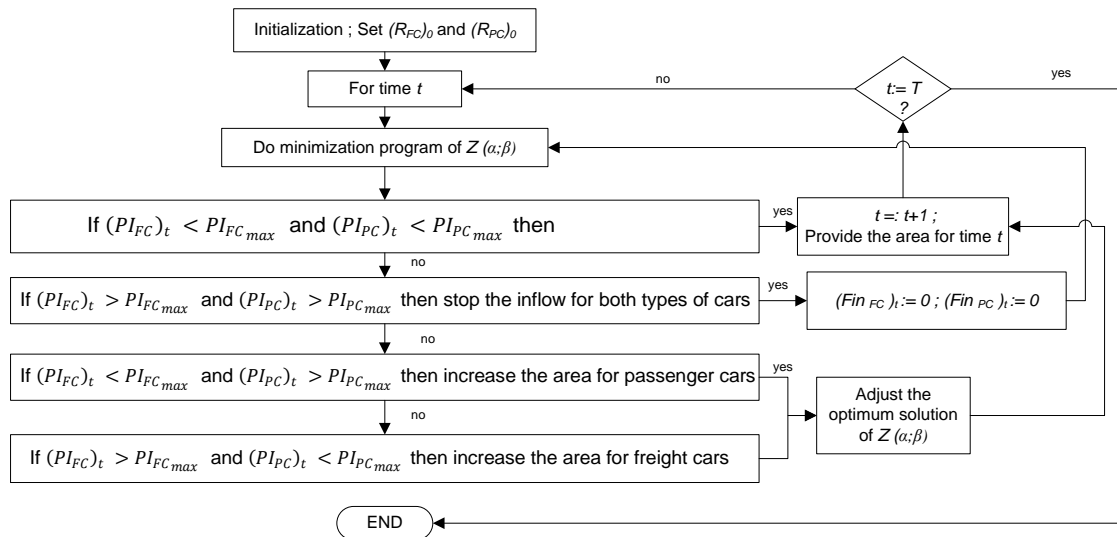 Initialization ; Set (R_FC)_0 and (R_PC)_0
For time t
no
t:= T
?
yes
Do minimization program of Z (α;β)
If (PI_FC)_t < PI_FC_max and (PI_PC)_t < PI_PC_max then
yes
t =: t+1 ;
Provide the area for time t
no
If (PI_FC)_t > PI_FC_max and (PI_PC)_t > PI_PC_max then stop the inflow for both types of cars
yes
(Fin_FC)_t := 0 ; (Fin_PC)_t := 0
no
If (PI_FC)_t < PI_FC_max and (PI_PC)_t > PI_PC_max then increase the area for passenger cars
yes
Adjust the
optimum solution
of Z (α;β)
no
If (PI_FC)_t > PI_FC_max and (PI_PC)_t < PI_PC_max then increase the area for freight cars
END